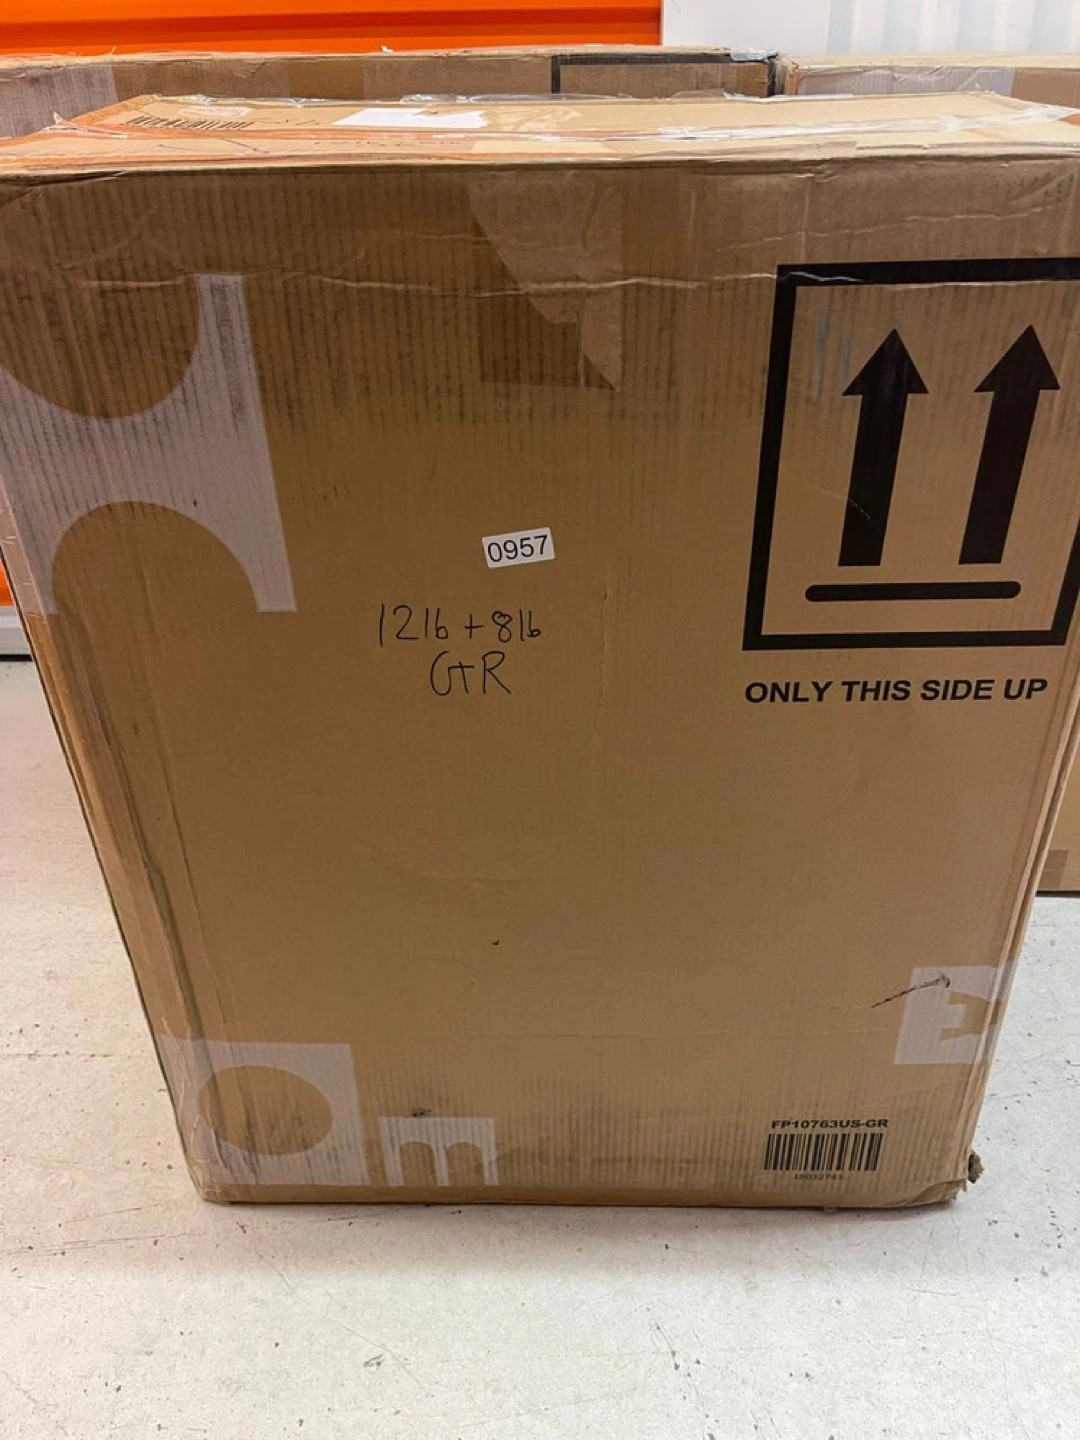 0957
12lb + 8lb
GR
ONLY THIS SIDE UP
FP10763US-GR